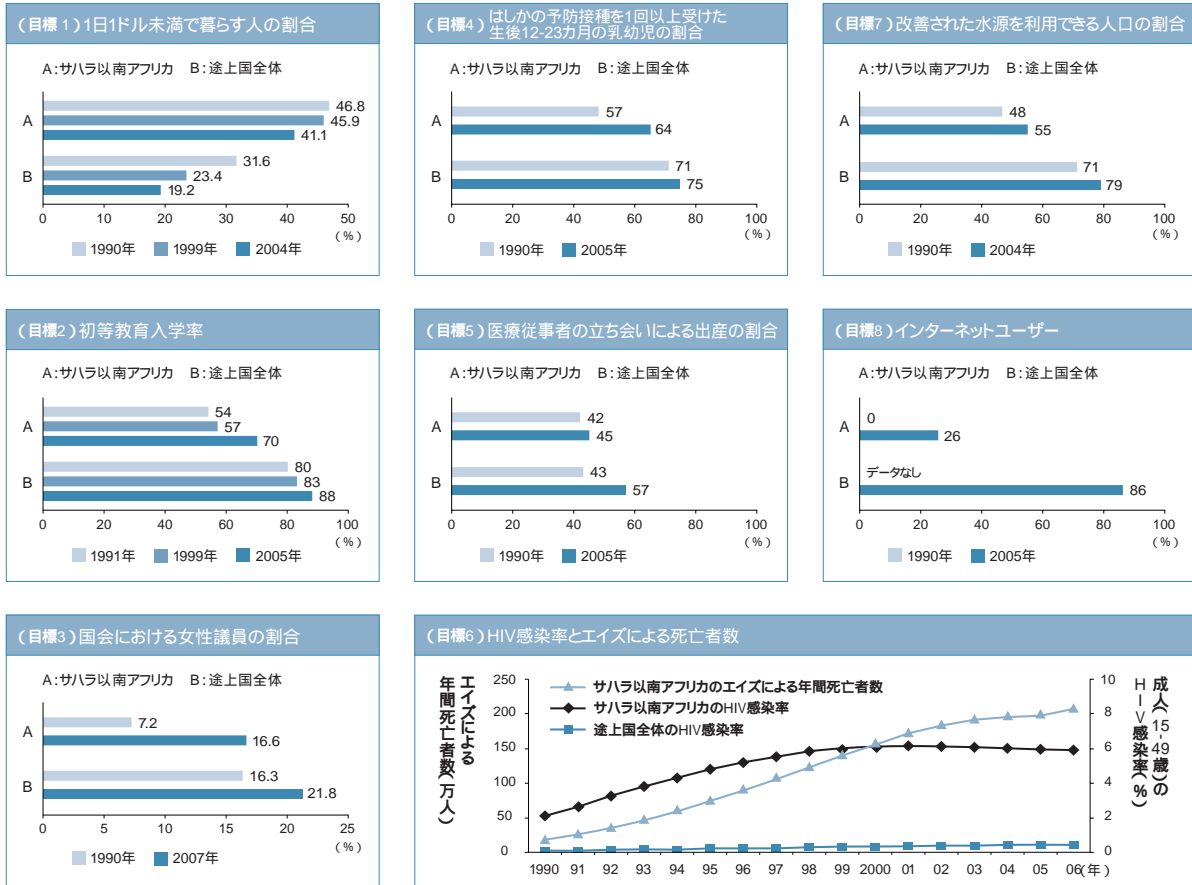 （目標1）1日1ドル未満で暮らす人の割合
A：サハラ以南アフリカ B：途上国全体
A
46.8
45.9
41.1
B
31.6
23.4
19.2
0 10 20 30 40 50
（%）
1990年 1999年 2004年
（目標4）はしかの予防接種を1回以上受けた
生後12-23カ月の乳幼児の割合
A：サハラ以南アフリカ B：途上国全体
A
57
64
B
71
75
0 20 40 60 80 100
（%）
1990年 2005年
（目標7）改善された水源を利用できる人口の割合
A：サハラ以南アフリカ B：途上国全体
A
48
55
B
71
79
0 20 40 60 80 100
（%）
1990年 2004年
（目標2）初等教育入学率
A：サハラ以南アフリカ B：途上国全体
A
54
57
70
B
80
83
88
0 20 40 60 80 100
（%）
1991年 1999年 2005年
（目標5）医療従事者の立ち会いによる出産の割合
A：サハラ以南アフリカ B：途上国全体
A
42
45
B
43
57
0 20 40 60 80 100
（%）
1990年 2005年
（目標8）インターネットユーザー
A：サハラ以南アフリカ B：途上国全体
A
0
26
B
データなし
86
0 20 40 60 80 100
（%）
1990年 2005年
（目標3）国会における女性議員の割合
A：サハラ以南アフリカ B：途上国全体
A
7.2
16.6
B
16.3
21.8
0 5 10 15 20 25
（%）
1990年 2007年
（目標6）HIV感染率とエイズによる死亡者数
エイズによる
年間死亡者数（万人）
250
200
150
100
50
0
サハラ以南アフリカのエイズによる年間死亡者数
サハラ以南アフリカのHIV感染率
途上国全体のHIV感染率
10
8
6
4
2
0
成人（15-49歳）の
HIV感染率（%）
1990 91 92 93 94 95 96 97 98 99 2000 01 02 03 04 05 06（年）